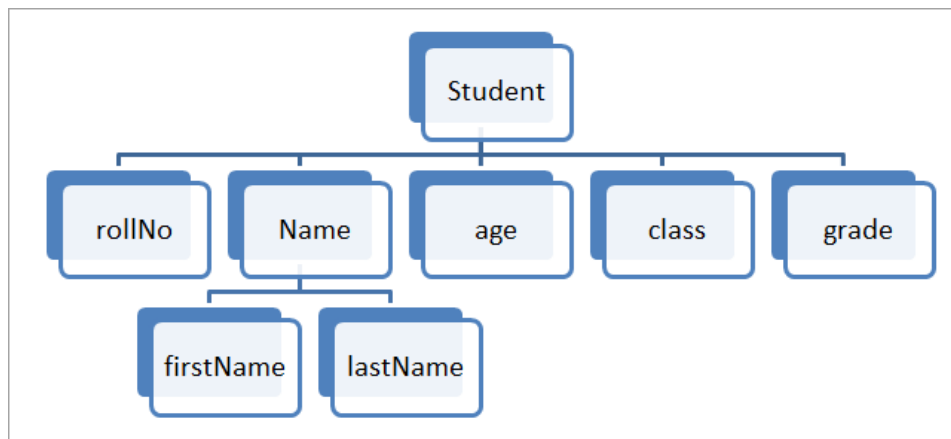 Student
rollNo
Name
age
class
grade
firstName
lastName